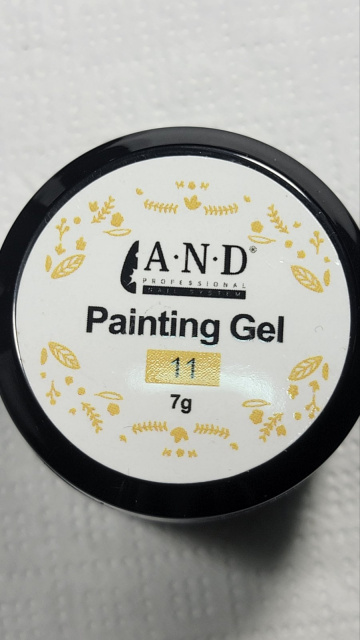 A·N·D®
PROFESSIONAL
NAIL SYSTEM
Painting Gel
11
7g